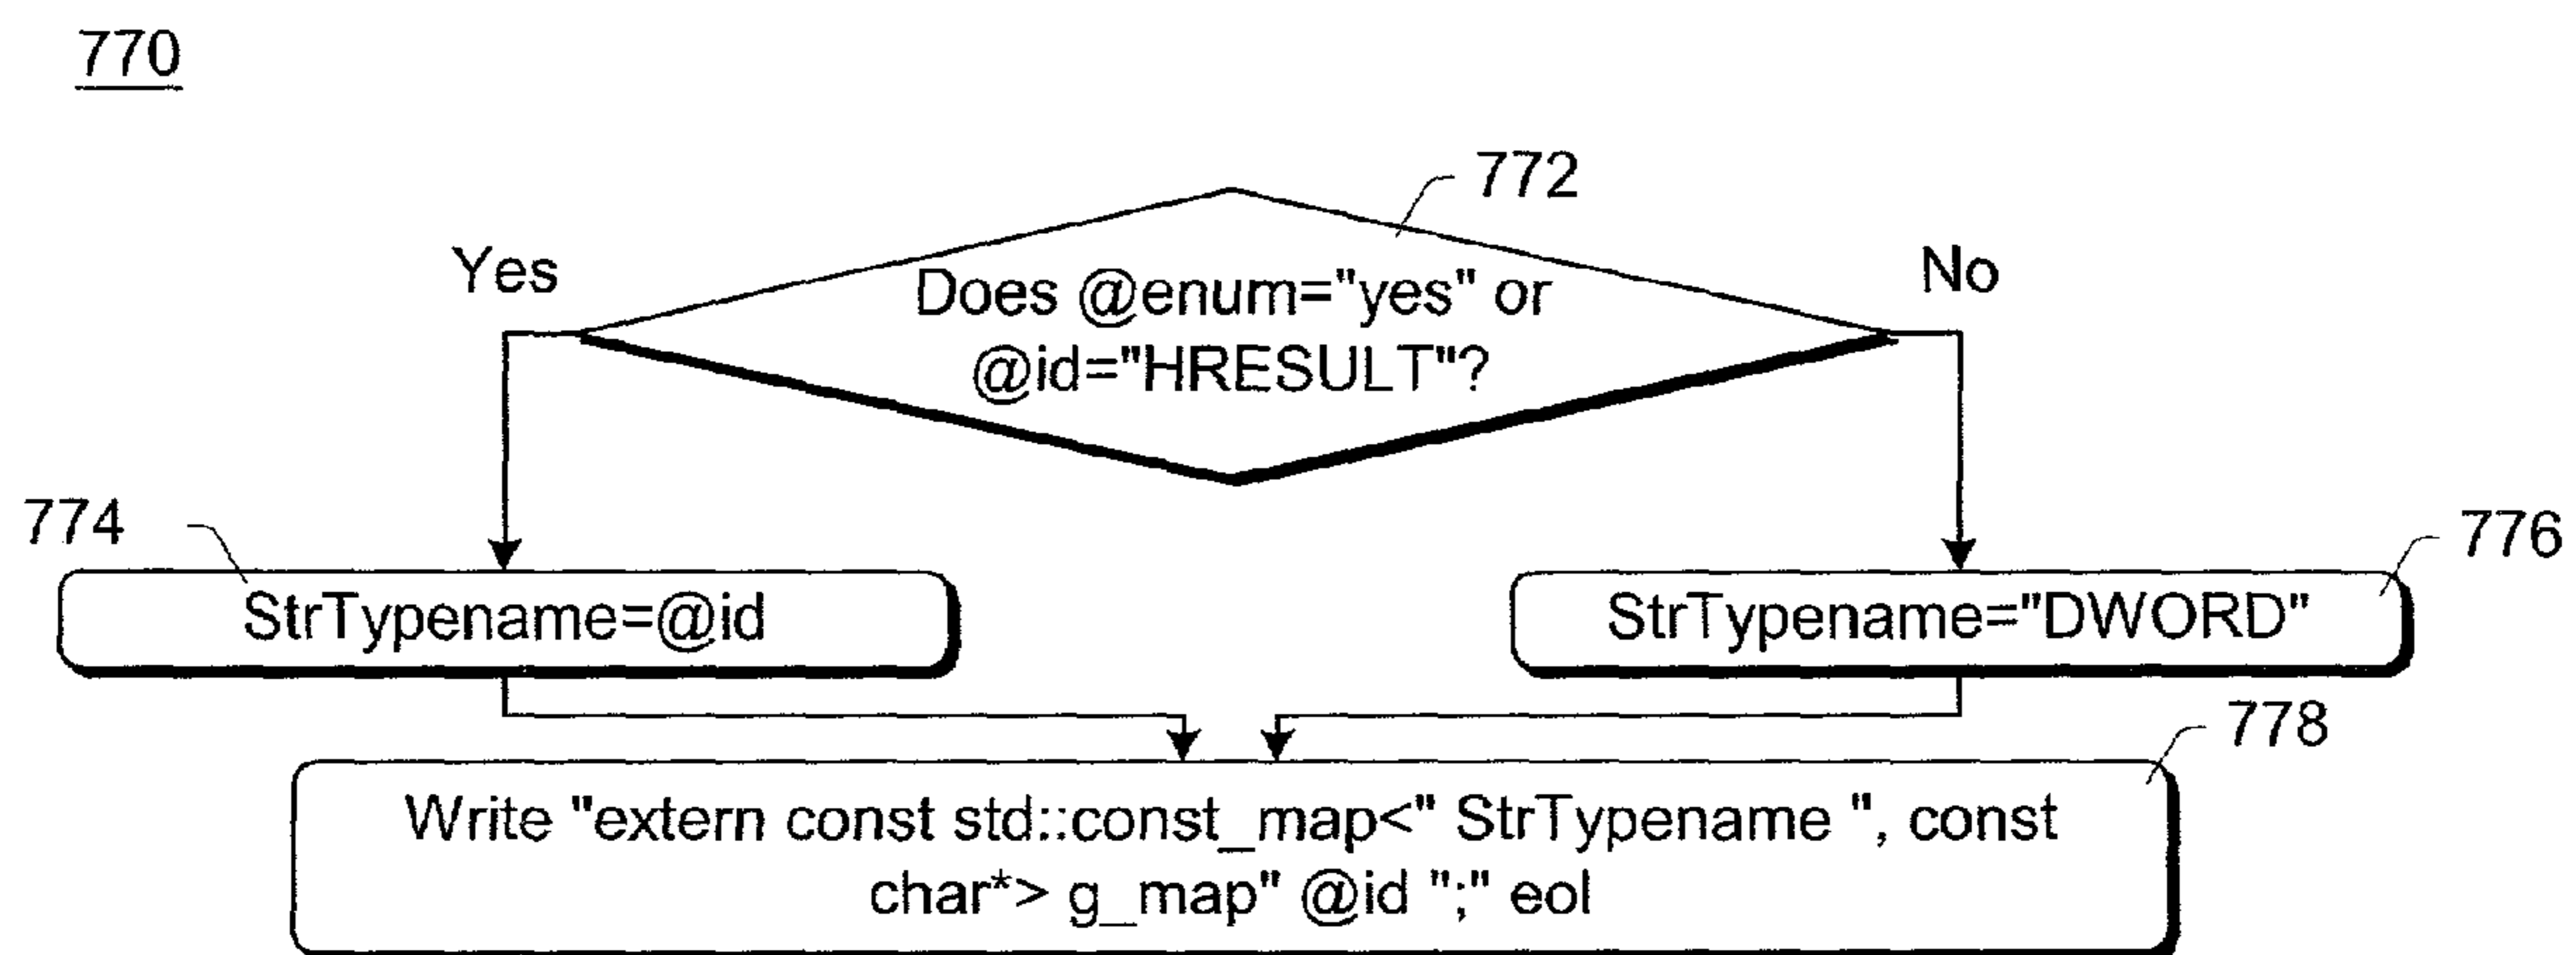 770
772
Yes
No
Does @enum="yes" or
@id="HRESULT"?
774
776
StrTypename=@id
StrTypename="DWORD"
778
Write "extern const std::const_map<" StrTypename ", const
char*> g_map" @id ";" eol